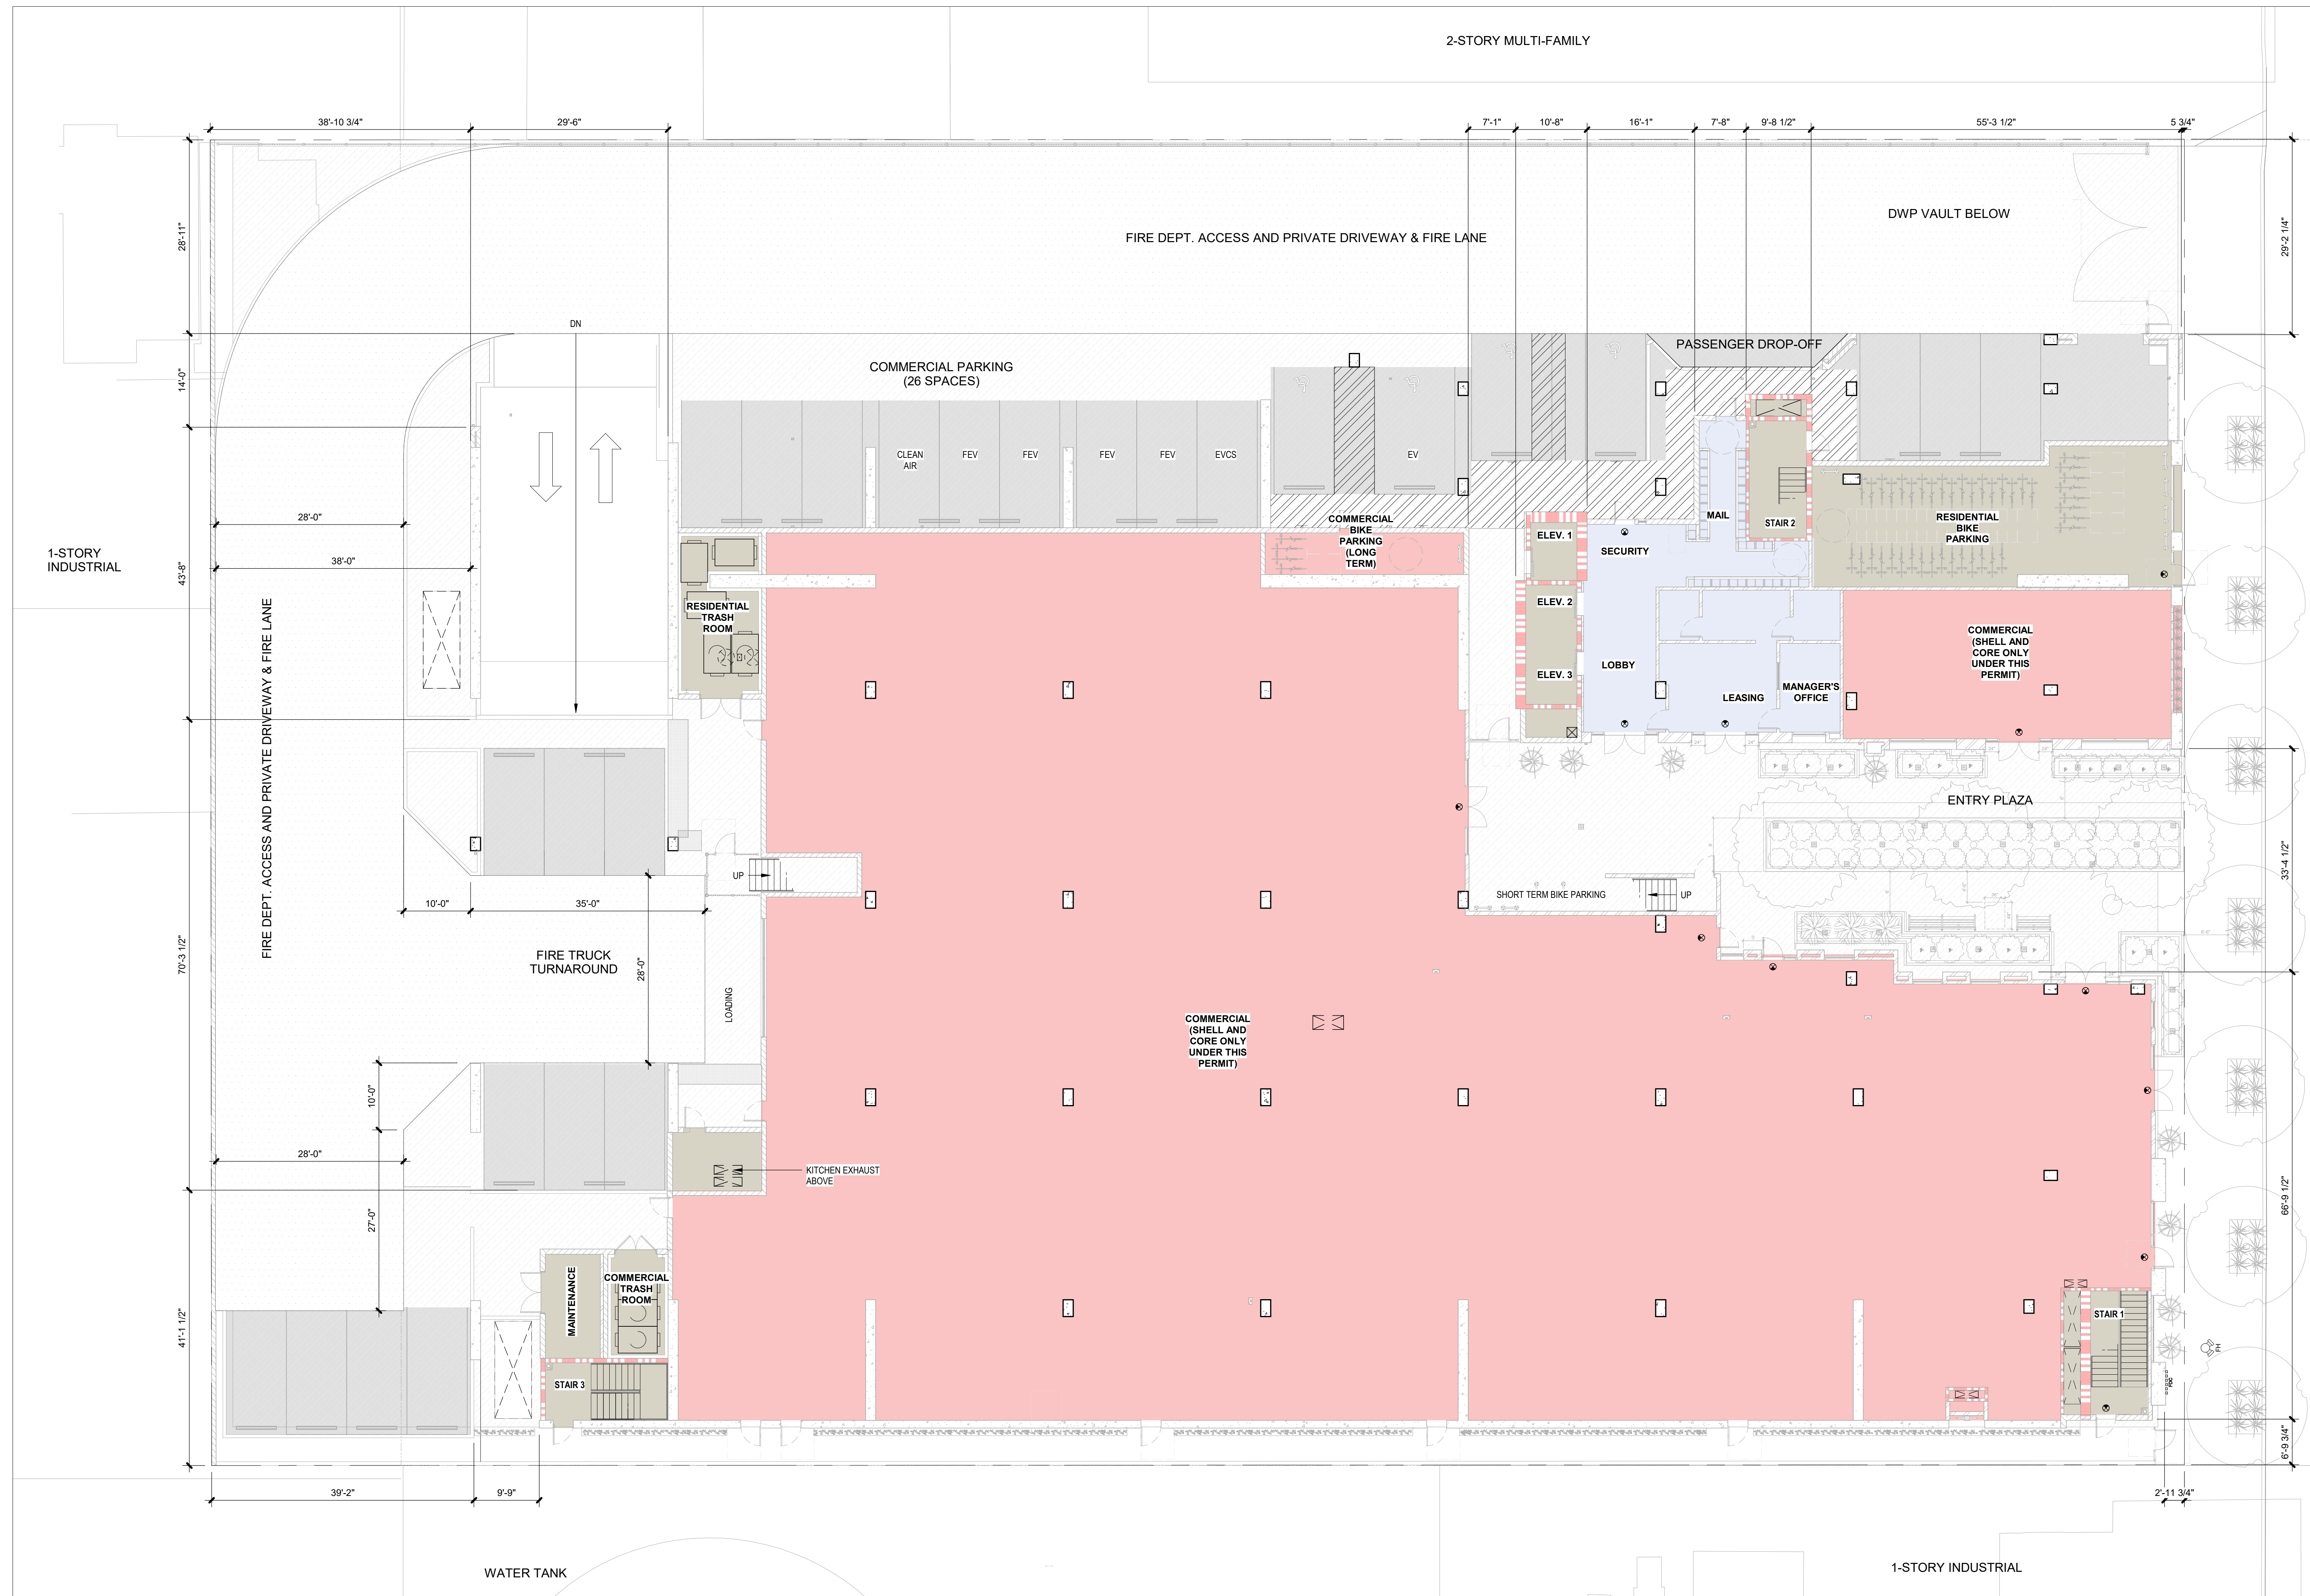 2-STORY MULTI-FAMILY
38'-10 3/4"
29'-6"
7'-1"
10'-8"
16'-1"
7'-8"
9'-8 1/2"
55'-3 1/2"
5 3/4"
28'-11"
FIRE DEPT. ACCESS AND PRIVATE DRIVEWAY & FIRE LANE
DWP VAULT BELOW
29'-2 1/4"
DN
14'-0"
COMMERCIAL PARKING
(26 SPACES)
PASSENGER DROP-OFF
CLEAN
AIR
FEV
FEV
FEV
FEV
EVCS
EV
28'-0"
38'-0"
43'-8"
1-STORY
INDUSTRIAL
COMMERCIAL
BIKE
PARKING
(LONG
TERM)
ELEV. 1
SECURITY
MAIL
STAIR 2
RESIDENTIAL
BIKE
PARKING
RESIDENTIAL
TRASH
ROOM
ELEV. 2
ELEV. 3
LOBBY
LEASING
MANAGER'S
OFFICE
COMMERCIAL
(SHELL AND
CORE ONLY
UNDER THIS
PERMIT)
FIRE DEPT. ACCESS AND PRIVATE DRIVEWAY & FIRE LANE
24"
24"
24"
24"
ENTRY PLAZA
33'-4 1/2"
UP
SHORT TERM BIKE PARKING
UP
10'-0"
35'-0"
70'-3 1/2"
FIRE TRUCK
TURNAROUND
28'-0"
LOADING
COMMERCIAL
(SHELL AND
CORE ONLY
UNDER THIS
PERMIT)
10'-0"
28'-0"
27'-0"
KITCHEN EXHAUST
ABOVE
66'-9 1/2"
MAINTENANCE
COMMERCIAL
TRASH
ROOM
41'-1 1/2"
STAIR 3
STAIR 1
FH
FDC
6'-9 3/4"
39'-2"
9'-9"
2'-11 3/4"
WATER TANK
1-STORY INDUSTRIAL